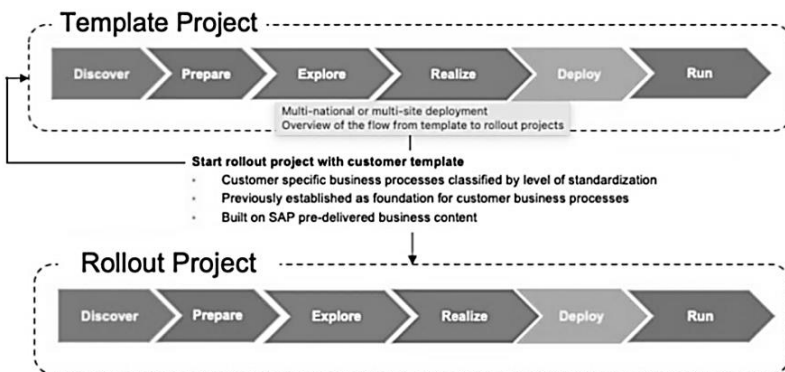 Template Project
Discover Prepare Explore Realize Deploy Run
Multi-national or multi-site deployment
Overview of the flow from template to rollout projects
Start rollout project with customer template
· Customer specific business processes classified by level of standardization
· Previously established as foundation for customer business processes
· Built on SAP pre-delivered business content
Rollout Project
Discover Prepare Explore Realize Deploy Run